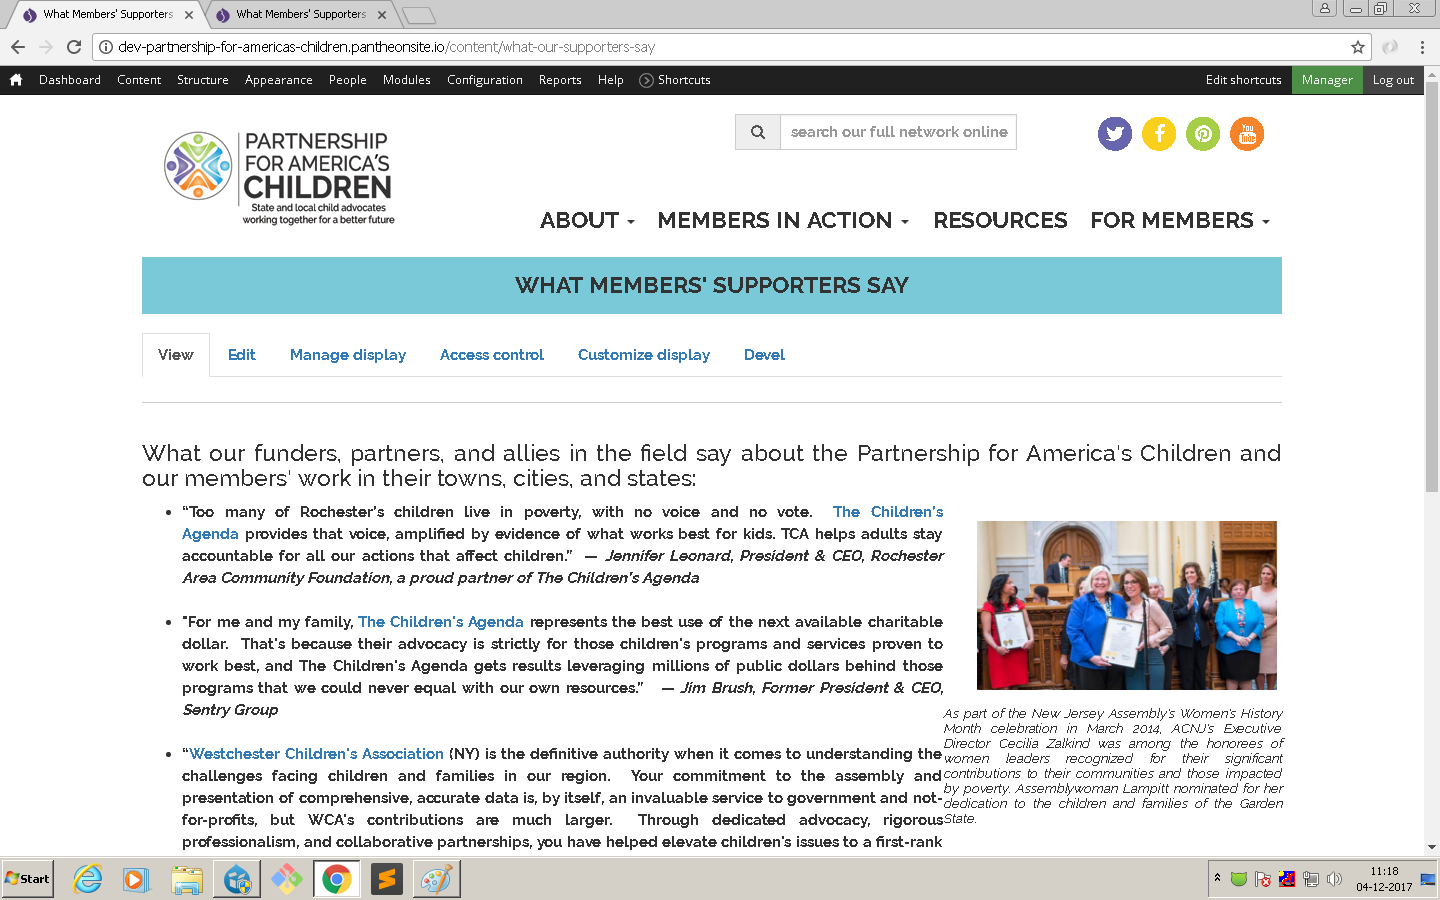 What Members' Supporters
What Members' Supporters
dev-partnership-for-americas-children.pantheonsite.io/content/what-our-supporters-say
Dashboard Content Structure Appearance People Modules Configuration Reports Help Shortcuts Edit shortcuts Manager Log out
PARTNERSHIP
FOR AMERICA'S
CHILDREN
State and local child advocates
working together for a better future
search our full network online
You
Tube
ABOUT MEMBERS IN ACTION RESOURCES FOR MEMBERS
WHAT MEMBERS' SUPPORTERS SAY
View Edit Manage display Access control Customize display Devel
What our funders, partners, and allies in the field say about the Partnership for America's Children and
our members' work in their towns, cities, and states:
• “Too many of Rochester’s children live in poverty, with no voice and no vote. The Children’s
Agenda provides that voice, amplified by evidence of what works best for kids. TCA helps adults stay
accountable for all our actions that affect children.” — Jennifer Leonard, President & CEO, Rochester
Area Community Foundation, a proud partner of The Children’s Agenda
• "For me and my family, The Children's Agenda represents the best use of the next available charitable
dollar. That's because their advocacy is strictly for those children's programs and services proven to
work best, and The Children's Agenda gets results leveraging millions of public dollars behind those
programs that we could never equal with our own resources.” — Jim Brush, Former President & CEO,
Sentry Group
• “Westchester Children's Association (NY) is the definitive authority when it comes to understanding the
challenges facing children and families in our region. Your commitment to the assembly and
presentation of comprehensive, accurate data is, by itself, an invaluable service to government and not-
for-profits, but WCA's contributions are much larger. Through dedicated advocacy, rigorous
professionalism, and collaborative partnerships, you have helped elevate children's issues to a first-rank
As part of the New Jersey Assembly's Women's History
Month celebration in March 2014, ACNJ's Executive
Director Cecilia Zalkind was among the honorees of
women leaders recognized for their significant
contributions to their communities and those impacted
by poverty. Assemblywoman Lampitt nominated for her
dedication to the children and families of the Garden
State.
Start
11:18
04-12-2017